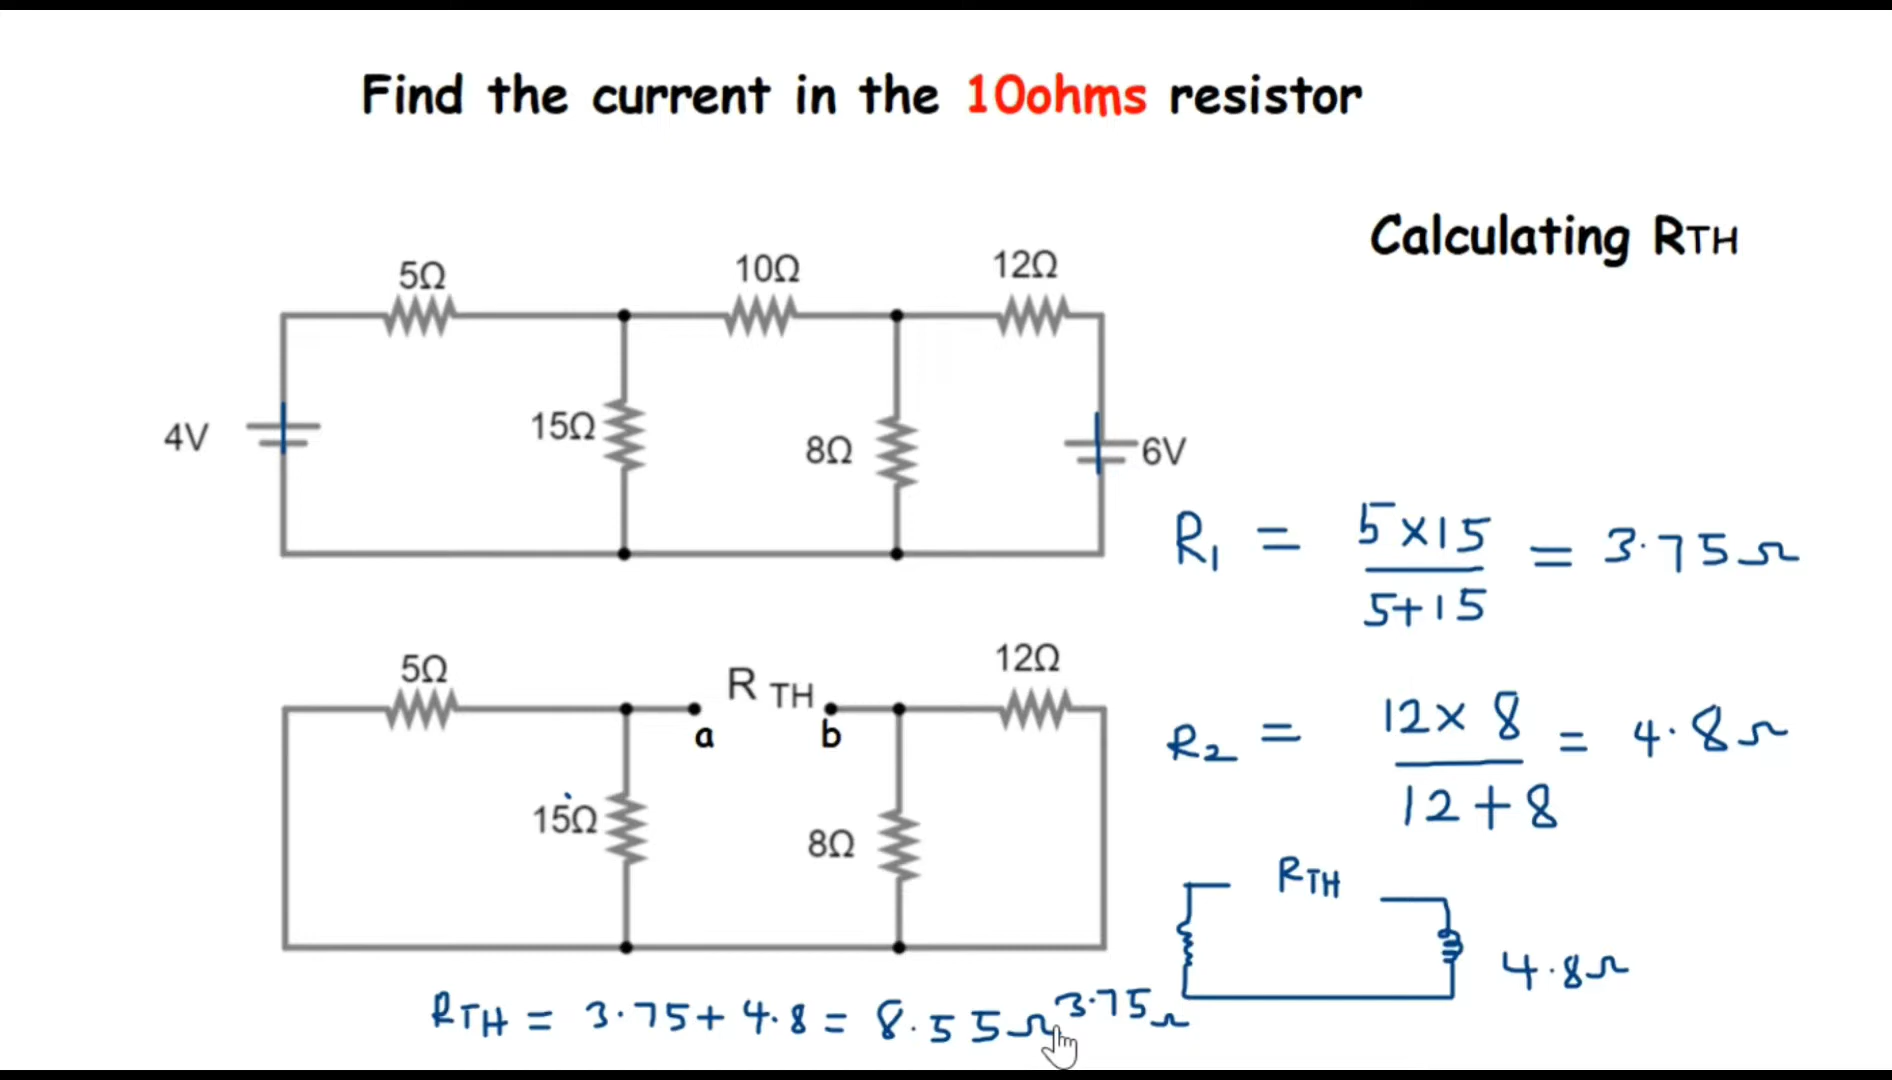 Find the current in the 10ohms resistor
Calculating RTH
5Ω
10Ω
12Ω
4V
15Ω
8Ω
6V
R1 = 5×15 / 5+15 = 3.75Ω
5Ω
R TH
12Ω
a
b
15Ω
8Ω
R2 = 12× 8 / 12+8 = 4.8Ω
RTH
4.8Ω
3.75Ω
RTH = 3.75+4.8 = 8.55Ω